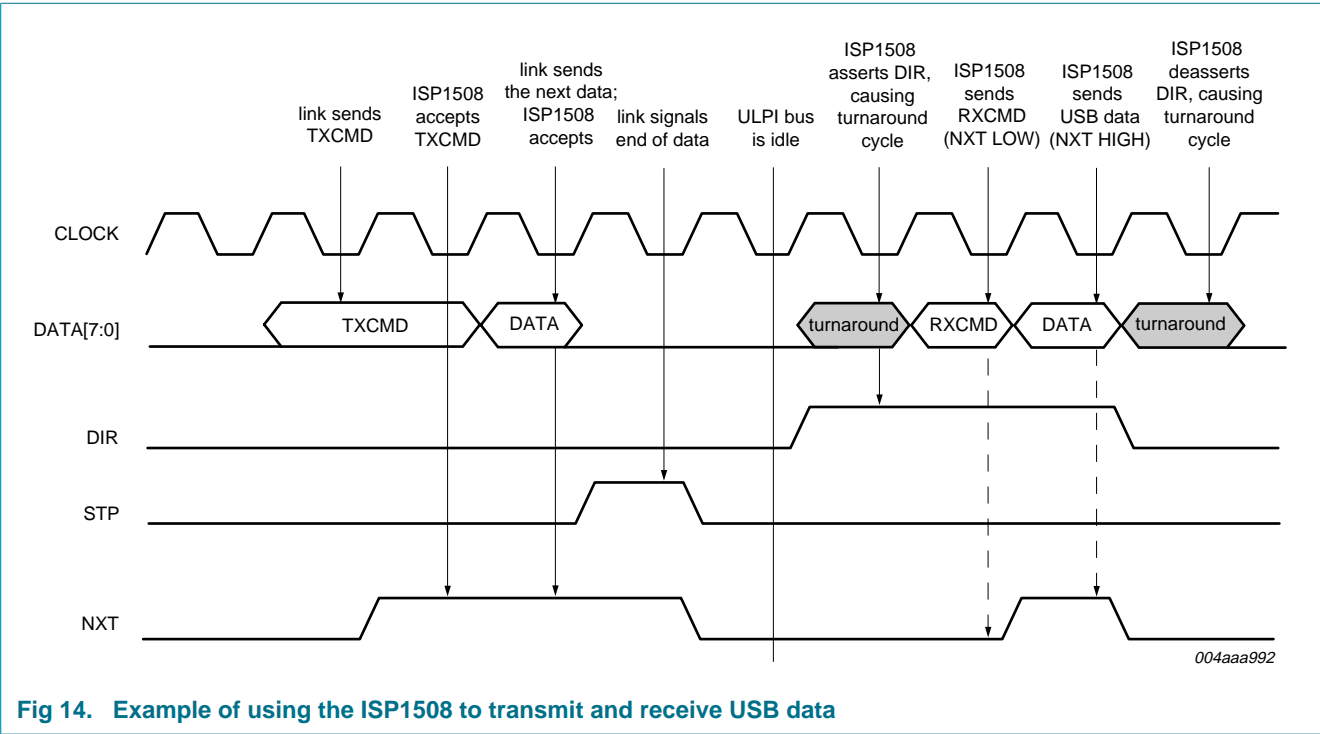 link sends
TXCMD
ISP1508
accepts
TXCMD
link sends
the next data;
ISP1508
accepts
link signals
end of data
ULPI bus
is idle
ISP1508
asserts DIR,
causing
turnaround
cycle
ISP1508
sends
RXCMD
(NXT LOW)
ISP1508
sends
USB data
(NXT HIGH)
ISP1508
deasserts
DIR, causing
turnaround
cycle
CLOCK
DATA[7:0]
TXCMD
DATA
turnaround
RXCMD
DATA
turnaround
DIR
STP
NXT
004aaa992
Fig 14. Example of using the ISP1508 to transmit and receive USB data